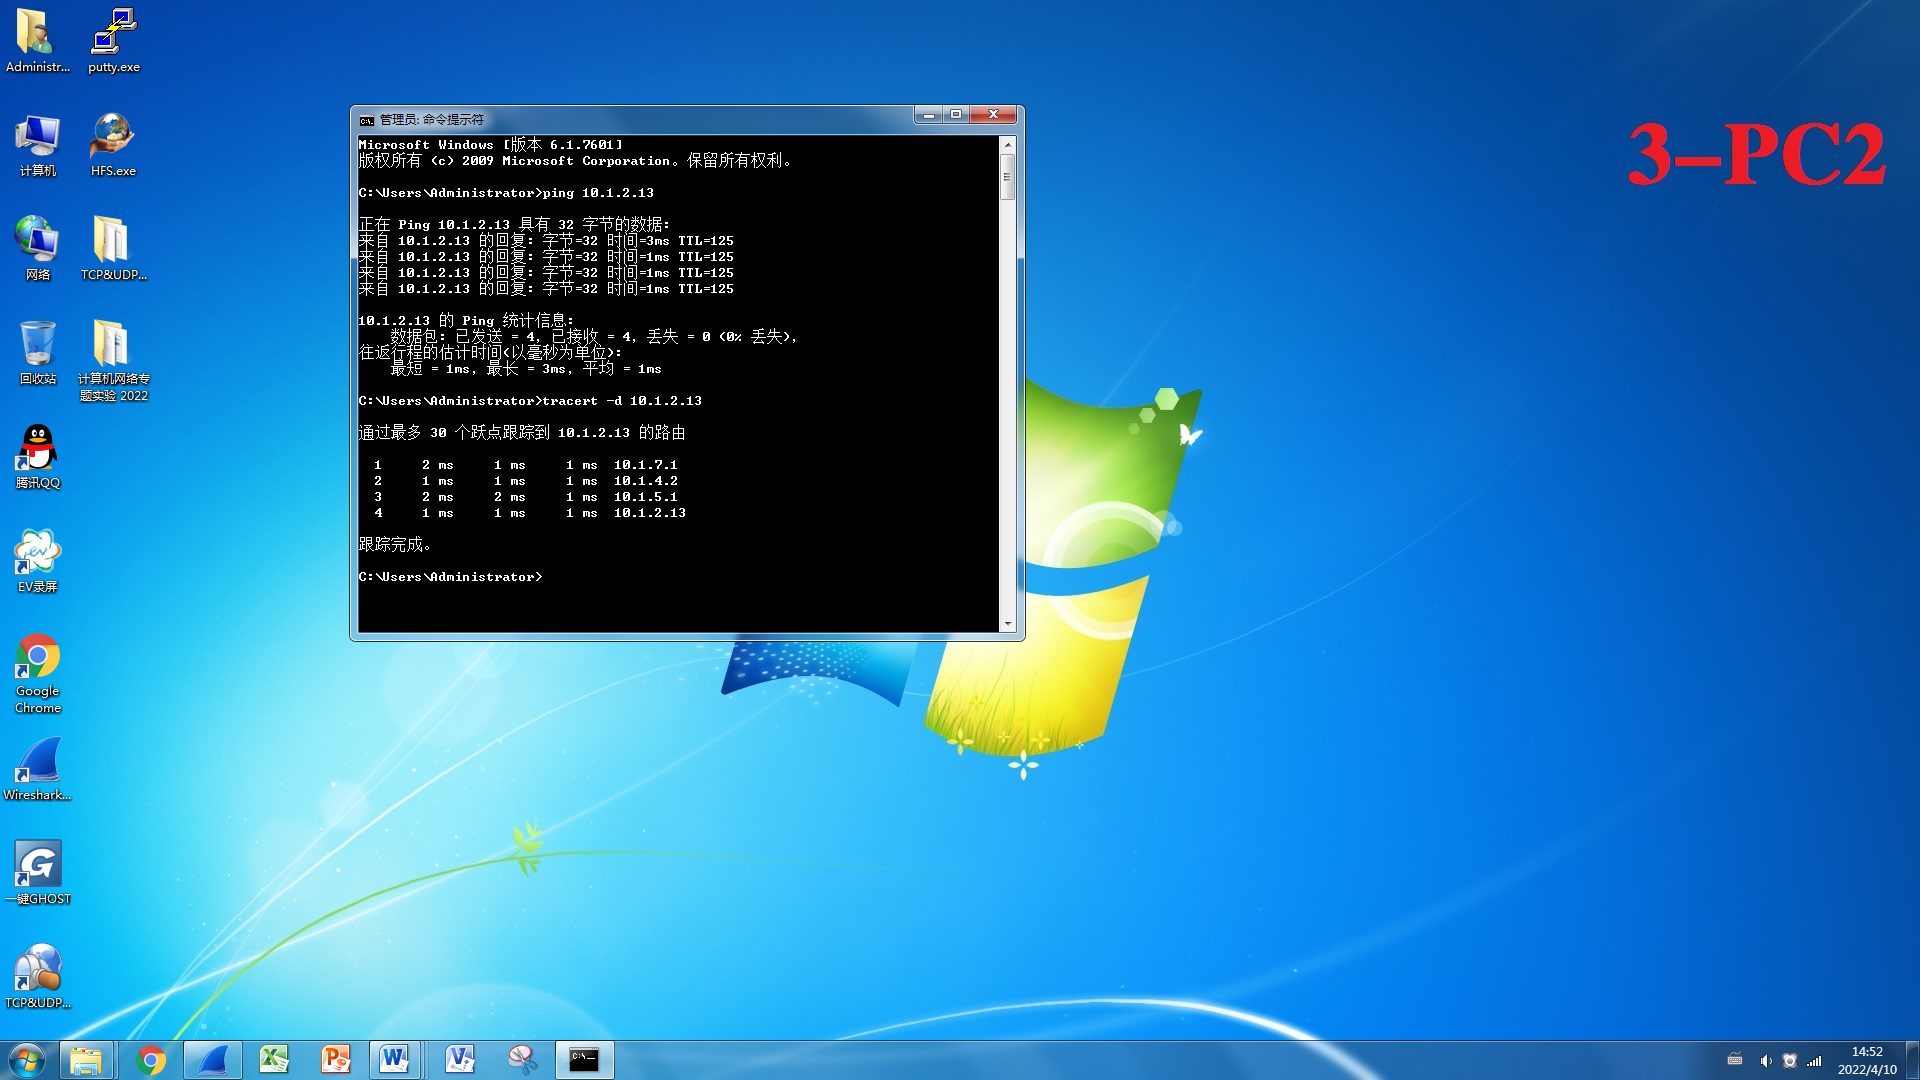 Administr...
putty.exe
计算机
HFS.exe
网络
TCP&UDP...
回收站
计算机网络专
题实验 2022
腾讯QQ
EV录屏
Google
Chrome
Wireshark...
一键GHOST
TCP&UDP...
3-PC2
管理员: 命令提示符
Microsoft Windows [版本 6.1.7601]
版权所有 (c) 2009 Microsoft Corporation。保留所有权利。
C:\Users\Administrator>ping 10.1.2.13
正在 Ping 10.1.2.13 具有 32 字节的数据:
来自 10.1.2.13 的回复: 字节=32 时间=3ms TTL=125
来自 10.1.2.13 的回复: 字节=32 时间=1ms TTL=125
来自 10.1.2.13 的回复: 字节=32 时间=1ms TTL=125
来自 10.1.2.13 的回复: 字节=32 时间=1ms TTL=125
10.1.2.13 的 Ping 统计信息:
数据包: 已发送 = 4, 已接收 = 4, 丢失 = 0 (0% 丢失),
往返行程的估计时间(以毫秒为单位):
最短 = 1ms, 最长 = 3ms, 平均 = 1ms
C:\Users\Administrator>tracert -d 10.1.2.13
通过最多 30 个跃点跟踪到 10.1.2.13 的路由
1 2 ms 1 ms 1 ms 10.1.7.1
2 1 ms 1 ms 1 ms 10.1.4.2
3 2 ms 2 ms 1 ms 10.1.5.1
4 1 ms 1 ms 1 ms 10.1.2.13
跟踪完成。
C:\Users\Administrator>
14:52
2022/4/10